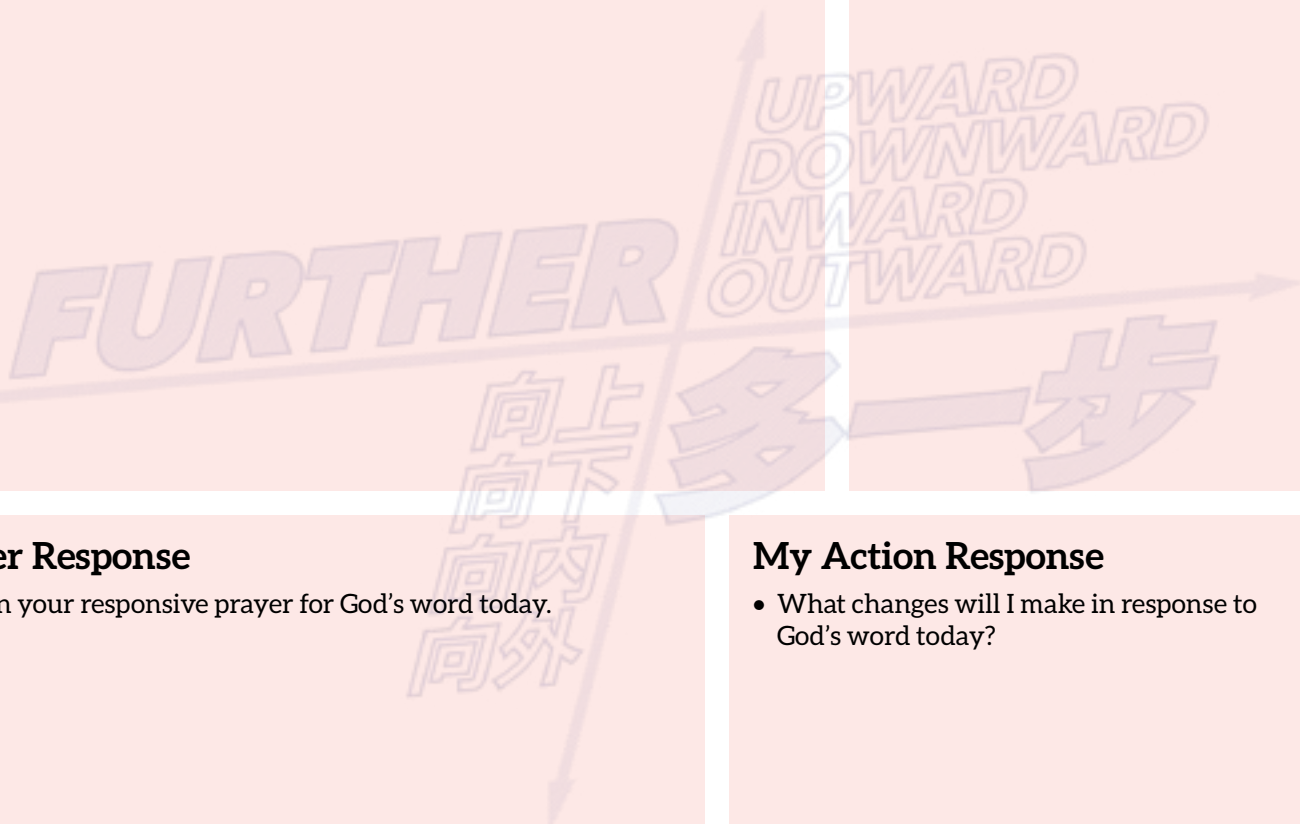 UPWARD
DOWNWARD
INWARD
OUTWARD
FURTHER
多一步
向上
向下
向內
向外
er Response
n your responsive prayer for God’s word today.
My Action Response
• What changes will I make in response to
God’s word today?